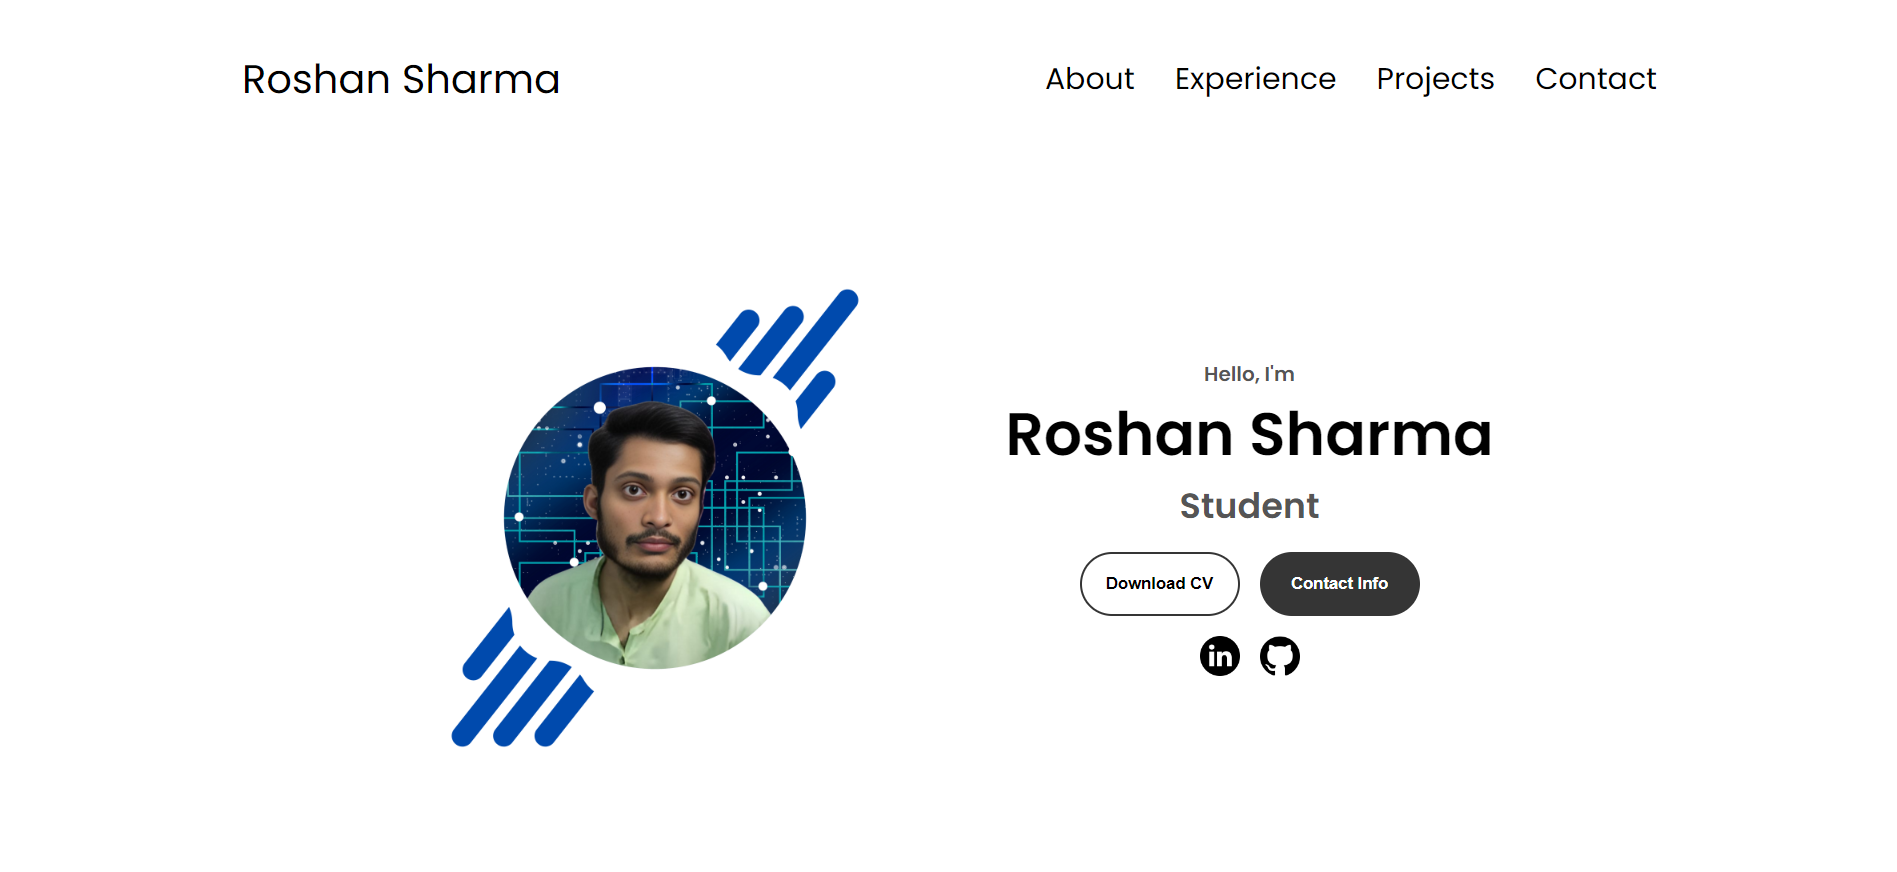 Roshan Sharma
About Experience Projects Contact
Hello, I'm
Roshan Sharma
Student
Download CV Contact Info
in